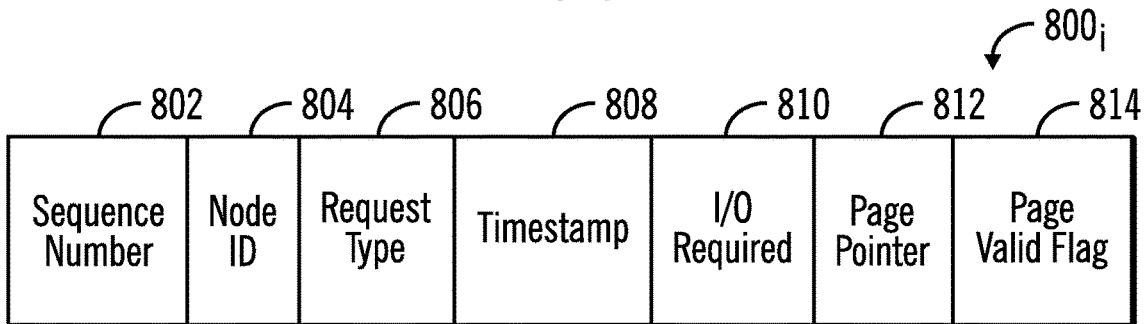 800i
802 804 806 808 810 812 814
Sequence Number
Node ID
Request Type
Timestamp
I/O Required
Page Pointer
Page Valid Flag